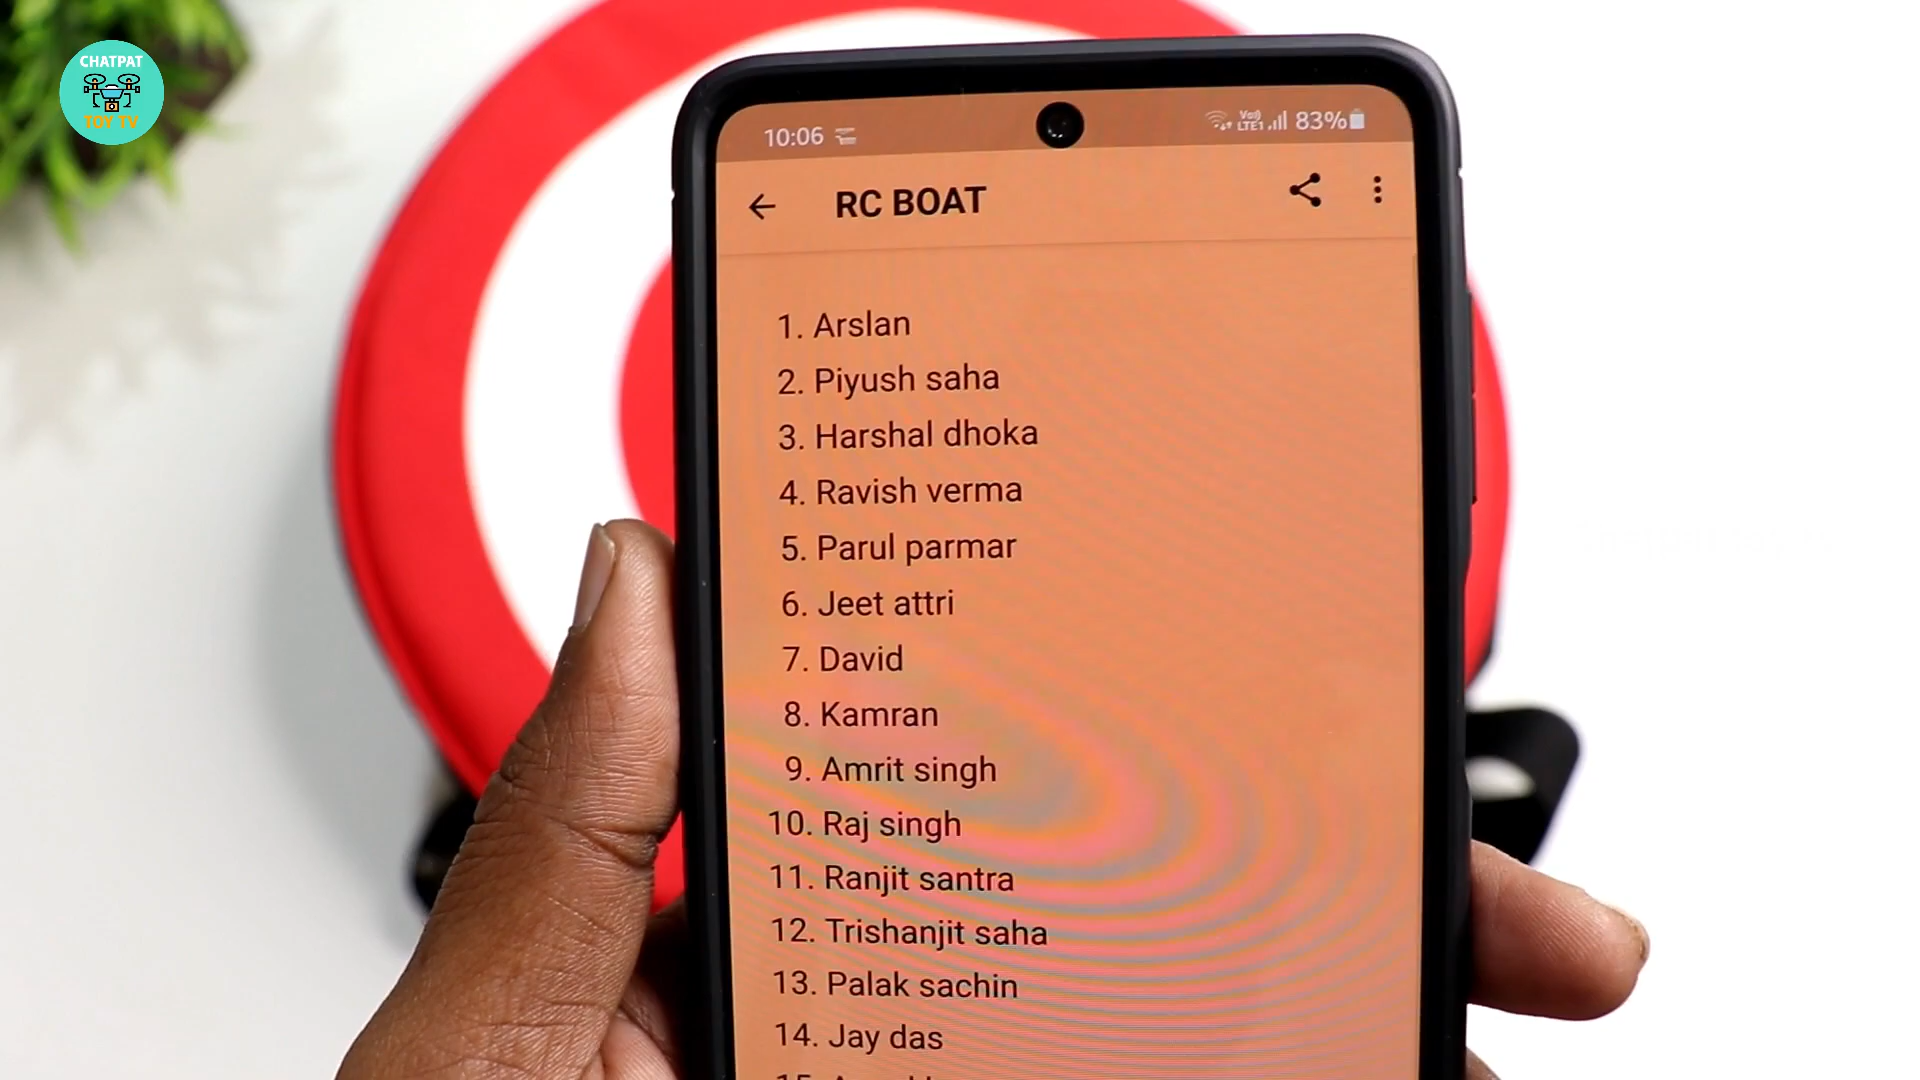 CHATPAT
TOY TV
10:06
Vo))
LTE1
83%
RC BOAT
1. Arslan
2. Piyush saha
3. Harshal dhoka
4. Ravish verma
5. Parul parmar
6. Jeet attri
7. David
8. Kamran
9. Amrit singh
10. Raj singh
11. Ranjit santra
12. Trishanjit saha
13. Palak sachin
14. Jay das